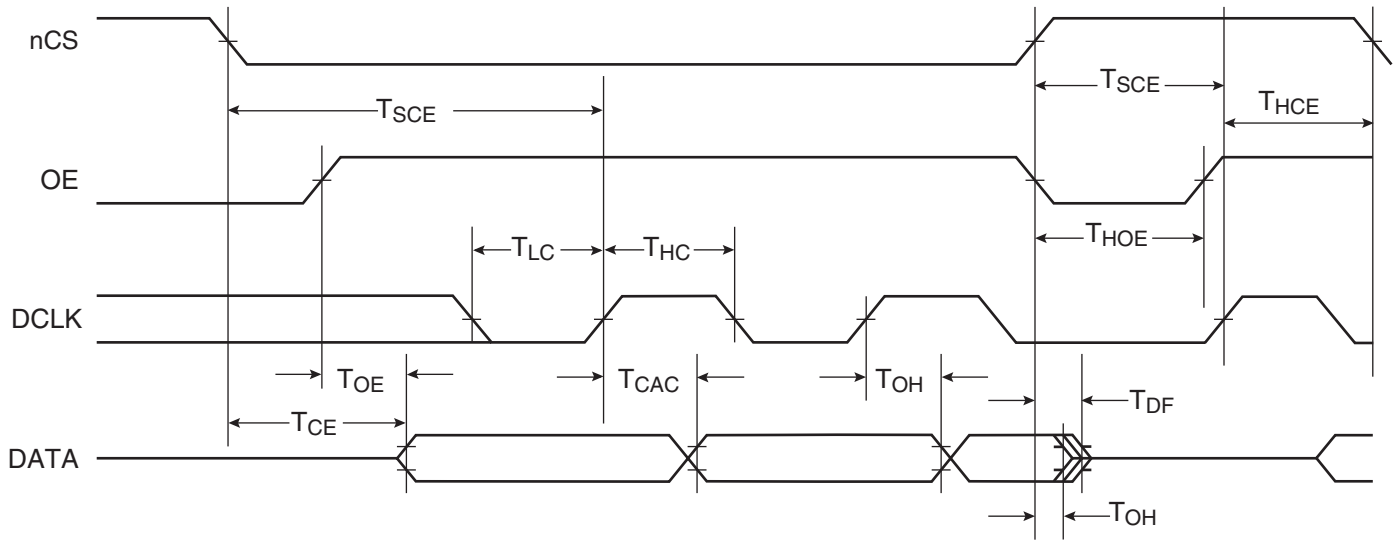 nCS
TSCE
TSCE
THCE
OE
TLC
THC
THOE
DCLK
TOE
TCAC
TOH
TDF
TCE
DATA
TOH